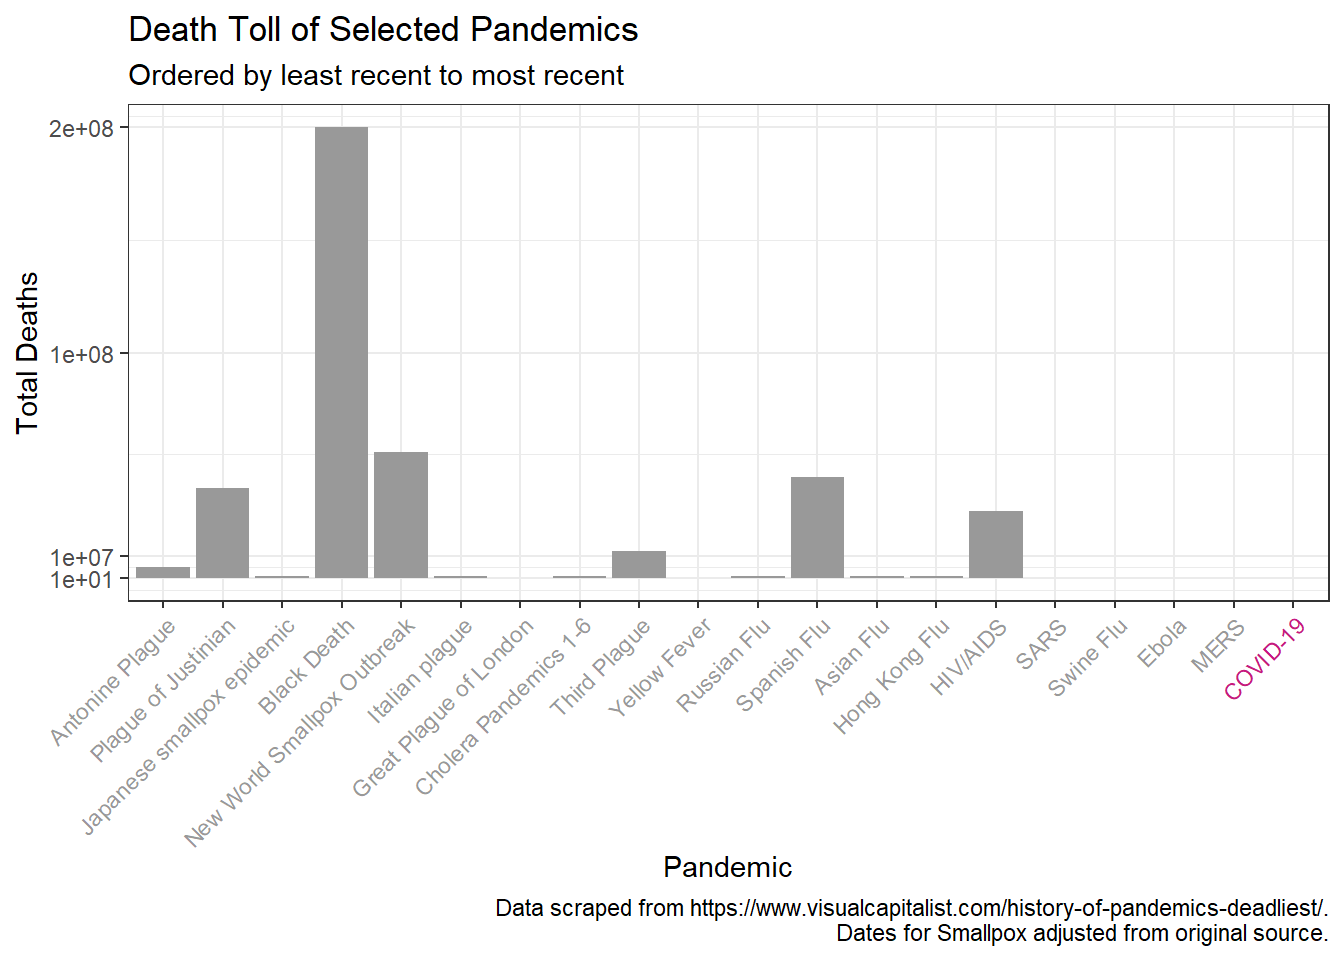 Death Toll of Selected Pandemics
Ordered by least recent to most recent
Total Deaths
2e+08
1e+08
1e+07
1e+01
Antonine Plague
Plague of Justinian
Japanese smallpox epidemic
Black Death
New World Smallpox Outbreak
Italian plague
Great Plague of London
Cholera Pandemics 1-6
Third Plague
Yellow Fever
Russian Flu
Spanish Flu
Asian Flu
Hong Kong Flu
HIV/AIDS
SARS
Swine Flu
Ebola
MERS
COVID-19
Pandemic
Data scraped from https://www.visualcapitalist.com/history-of-pandemics-deadliest/.
Dates for Smallpox adjusted from original source.